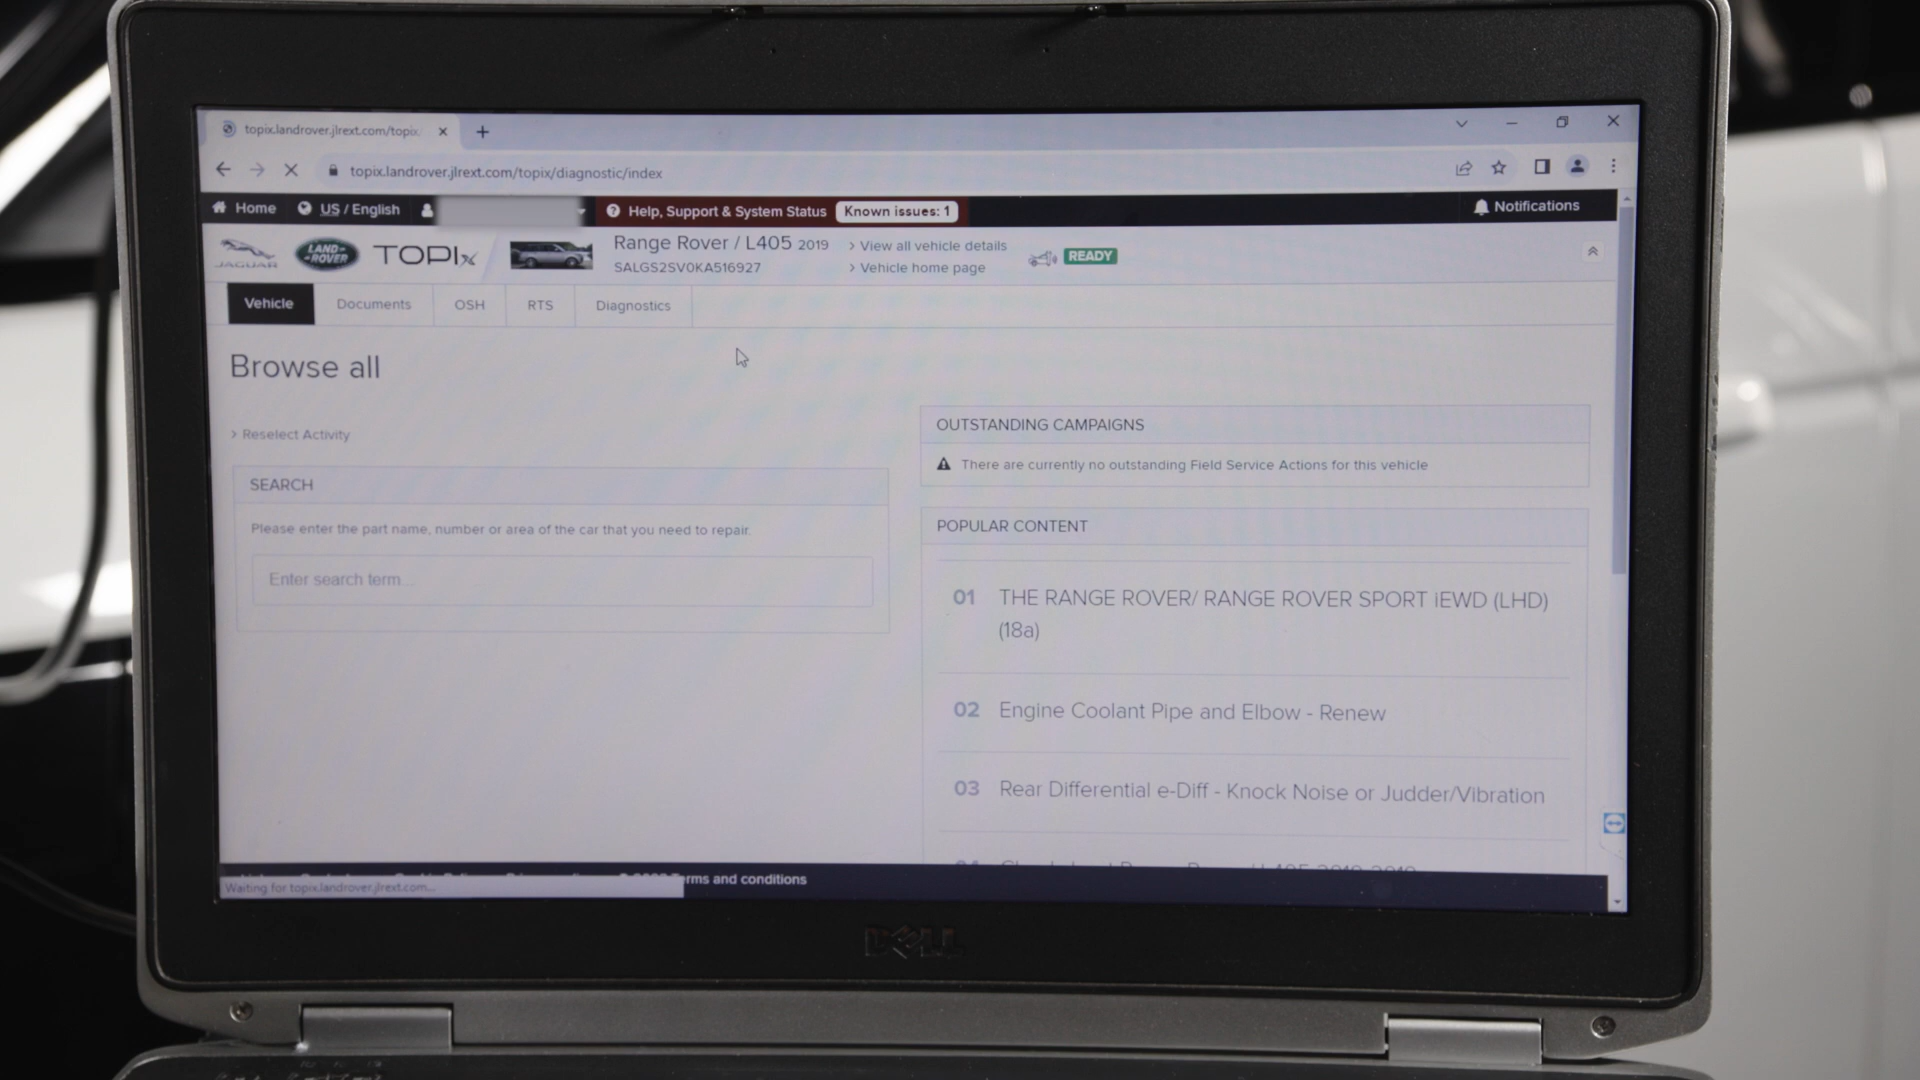 topix.landrover.jlrext.com/topix
topix.landrover.jlrext.com/topix/diagnostic/index
Home US / English Help, Support & System Status Known issues: 1 Notifications
JAGUAR LAND-ROVER TOPIx Range Rover / L405 2019 View all vehicle details READY
SALGS2SV0KA516927 Vehicle home page
Vehicle Documents OSH RTS Diagnostics
Browse all
Reselect Activity
OUTSTANDING CAMPAIGNS
There are currently no outstanding Field Service Actions for this vehicle
SEARCH
Please enter the part name, number or area of the car that you need to repair.
Enter search term...
POPULAR CONTENT
01 THE RANGE ROVER/ RANGE ROVER SPORT iEWD (LHD)
(18a)
02 Engine Coolant Pipe and Elbow - Renew
03 Rear Differential e-Diff - Knock Noise or Judder/Vibration
Terms and conditions
Waiting for topix.landrover.jlrext.com...
DELL